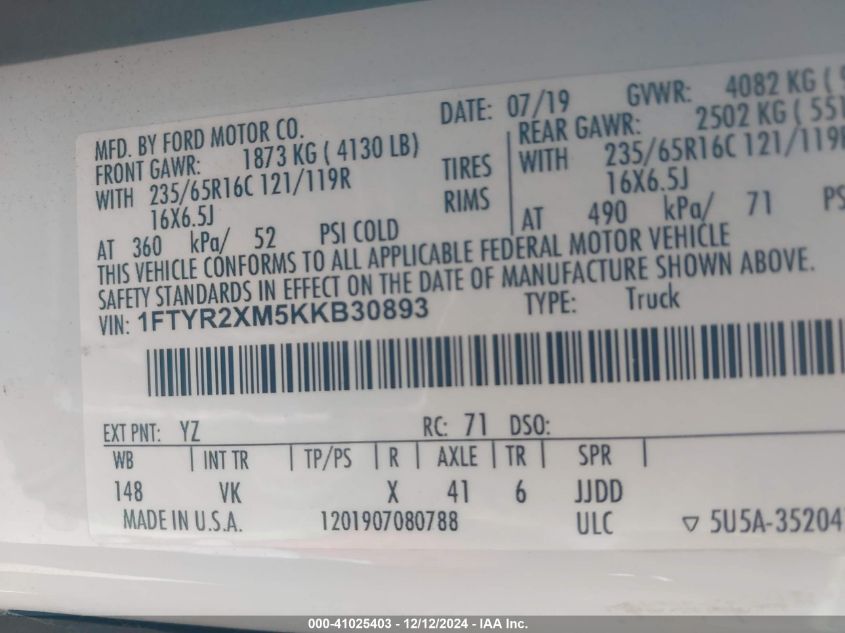 MFD. BY FORD MOTOR CO. DATE: 07/19 GVWR: 4082 KG (
FRONT GAWR: 1873 KG ( 4130 LB) REAR GAWR: 2502 KG ( 551
WITH 235/65R16C 121/119R TIRES WITH 235/65R16C 121/119R
16X6.5J RIMS 16X6.5J
AT 360 kPa/ 52 PSI COLD AT 490 kPa/ 71 PS
THIS VEHICLE CONFORMS TO ALL APPLICABLE FEDERAL MOTOR VEHICLE
SAFETY STANDARDS IN EFFECT ON THE DATE OF MANUFACTURE SHOWN ABOVE.
VIN: 1FTYR2XM5KKB30893 TYPE: Truck
EXT PNT: YZ RC: 71 DSO:
WB | INT TR | TP/PS | R | AXLE | TR | SPR |
148 VK X 41 6 JJDD
MADE IN U.S.A. 1201907080788 ULC ▽ 5U5A-35204
000-41025403 - 12/12/2024 - IAA Inc.